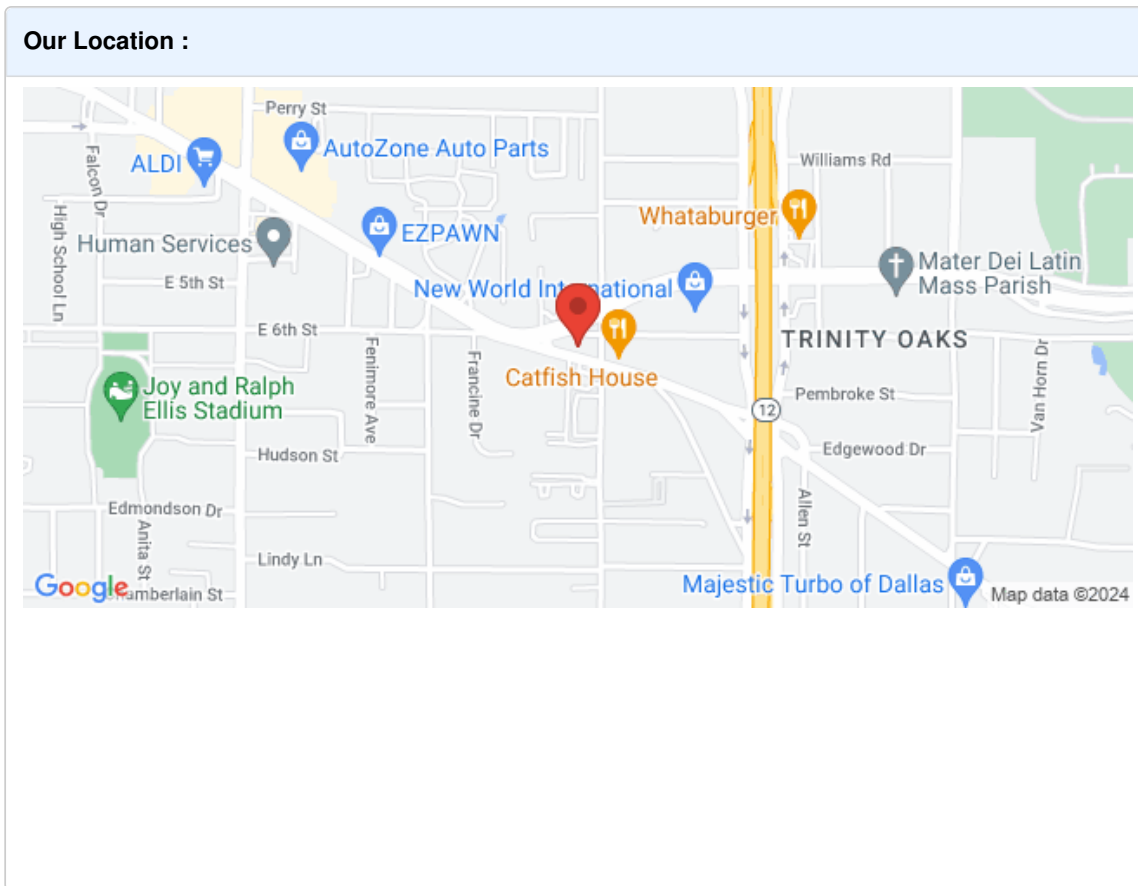 Our Location :
Perry St
AutoZone Auto Parts
ALDI
Williams Rd
Falcon Dr
High School Ln
Whataburger
EZPAWN
Human Services
Mater Dei Latin
Mass Parish
E 5th St
New World International
E 6th St
TRINITY OAKS
Fenimore Ave
Francine Dr
Catfish House
Van Horn Dr
Joy and Ralph
Ellis Stadium
Pembroke St
12
Hudson St
Edgewood Dr
Edmondson Dr
Allen St
Anita St
Lindy Ln
Majestic Turbo of Dallas
Google
amberlain St
Map data ©2024